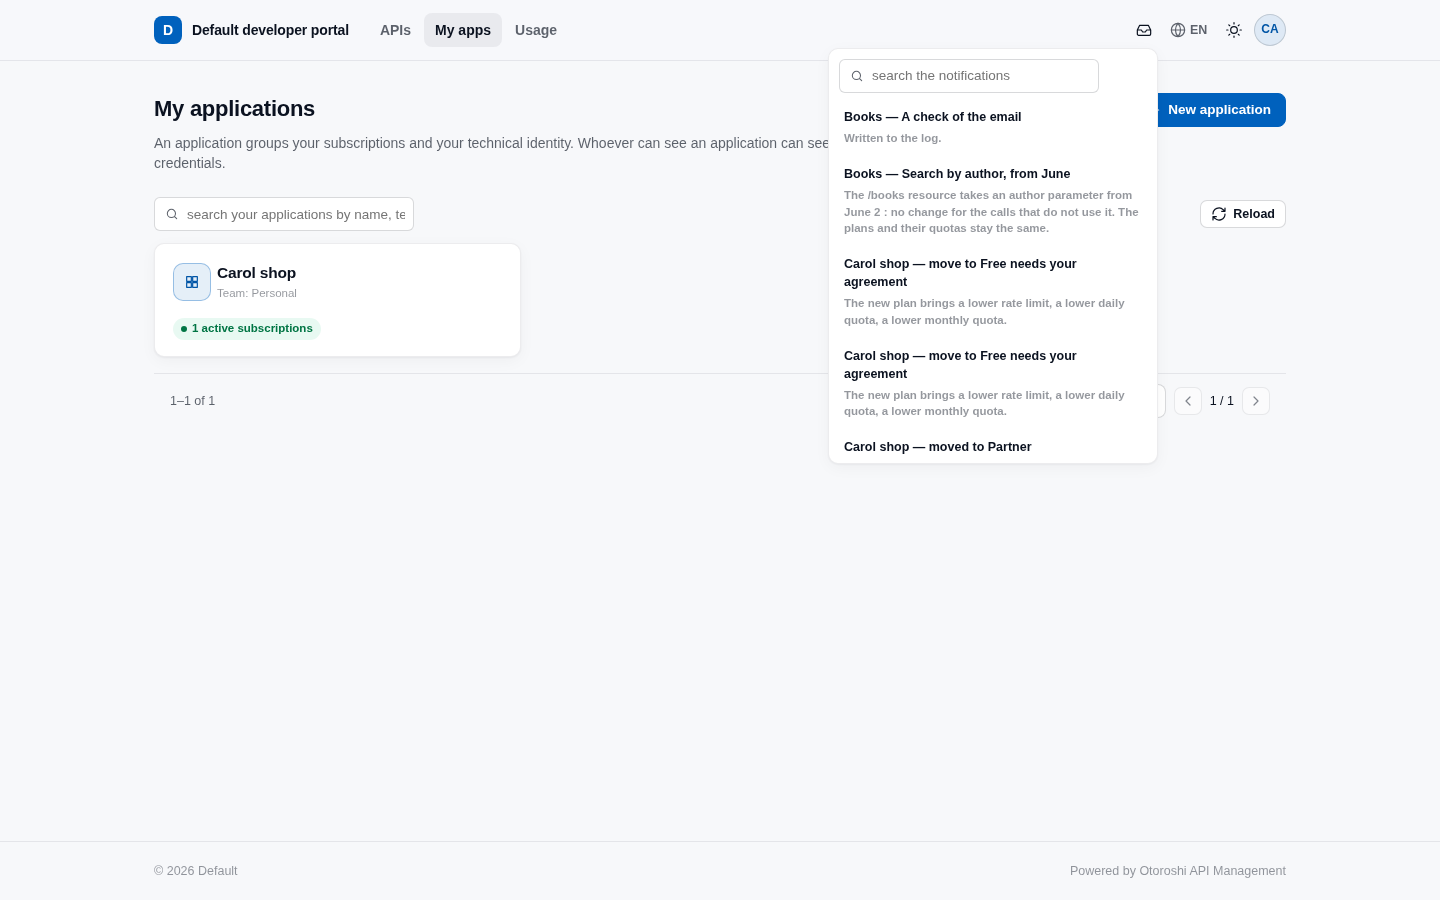 D
Default developer portal
APIs
My apps
Usage
EN
CA
search the notifications
My applications
New application
An application groups your subscriptions and your technical identity. Whoever can see an application can see
credentials.
search your applications by name, te
Reload
Carol shop
Team: Personal
1 active subscriptions
1–1 of 1
1 / 1
Books — A check of the email
Written to the log.
Books — Search by author, from June
The /books resource takes an author parameter from
June 2 : no change for the calls that do not use it. The
plans and their quotas stay the same.
Carol shop — move to Free needs your
agreement
The new plan brings a lower rate limit, a lower daily
quota, a lower monthly quota.
Carol shop — move to Free needs your
agreement
The new plan brings a lower rate limit, a lower daily
quota, a lower monthly quota.
Carol shop — moved to Partner
© 2026 Default
Powered by Otoroshi API Management